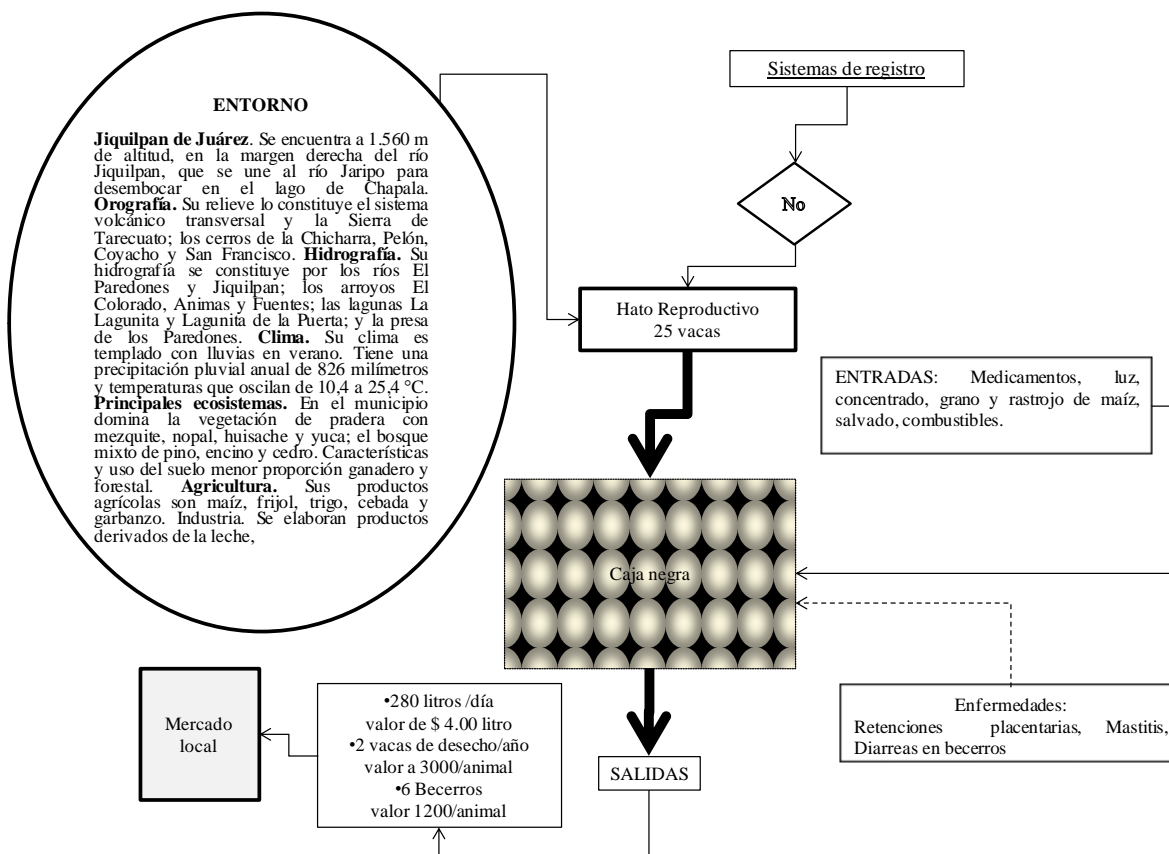 ENTORNO
Jiquilpan de Juárez. Se encuentra a 1.560 m
de altitud, en la margen derecha del río
Jiquilpan, que se une al río Jaripo para
desembocar en el lago de Chapala.
Orografía. Su relieve lo constituye el sistema
volcánico transversal y la Sierra de
Tarecuato; los cerros de la Chicharra, Pelón,
Coyacho y San Francisco. Hidrografía. Su
hidrografía se constituye por los ríos El
Paredones y Jiquilpan; los arroyos El
Colorado, Animas y Fuentes; las lagunas La
Lagunita y Lagunita de la Puerta; y la presa
de los Paredones. Clima. Su clima es
templado con lluvias en verano. Tiene una
precipitación pluvial anual de 826 milímetros
y temperaturas que oscilan de 10,4 a 25,4 °C.
Principales ecosistemas. En el municipio
domina la vegetación de pradera con
mezquite, nopal, huisache y yuca; el bosque
mixto de pino, encino y cedro. Características
y uso del suelo menor proporción ganadero y
forestal. Agricultura. Sus productos
agrícolas son maíz, frijol, trigo, cebada y
garbanzo. Industria. Se elaboran productos
derivados de la leche,
Sistemas de registro
No
Hato Reproductivo
25 vacas
ENTRADAS: Medicamentos, luz,
concentrado, grano y rastrojo de maíz,
salvado, combustibles.
Caja negra
Enfermedades:
Retenciones placentarias, Mastitis,
Diarreas en becerros
SALIDAS
•280 litros /día
valor de $ 4.00 litro
•2 vacas de desecho/año
valor a 3000/animal
•6 Becerros
valor 1200/animal
Mercado
local